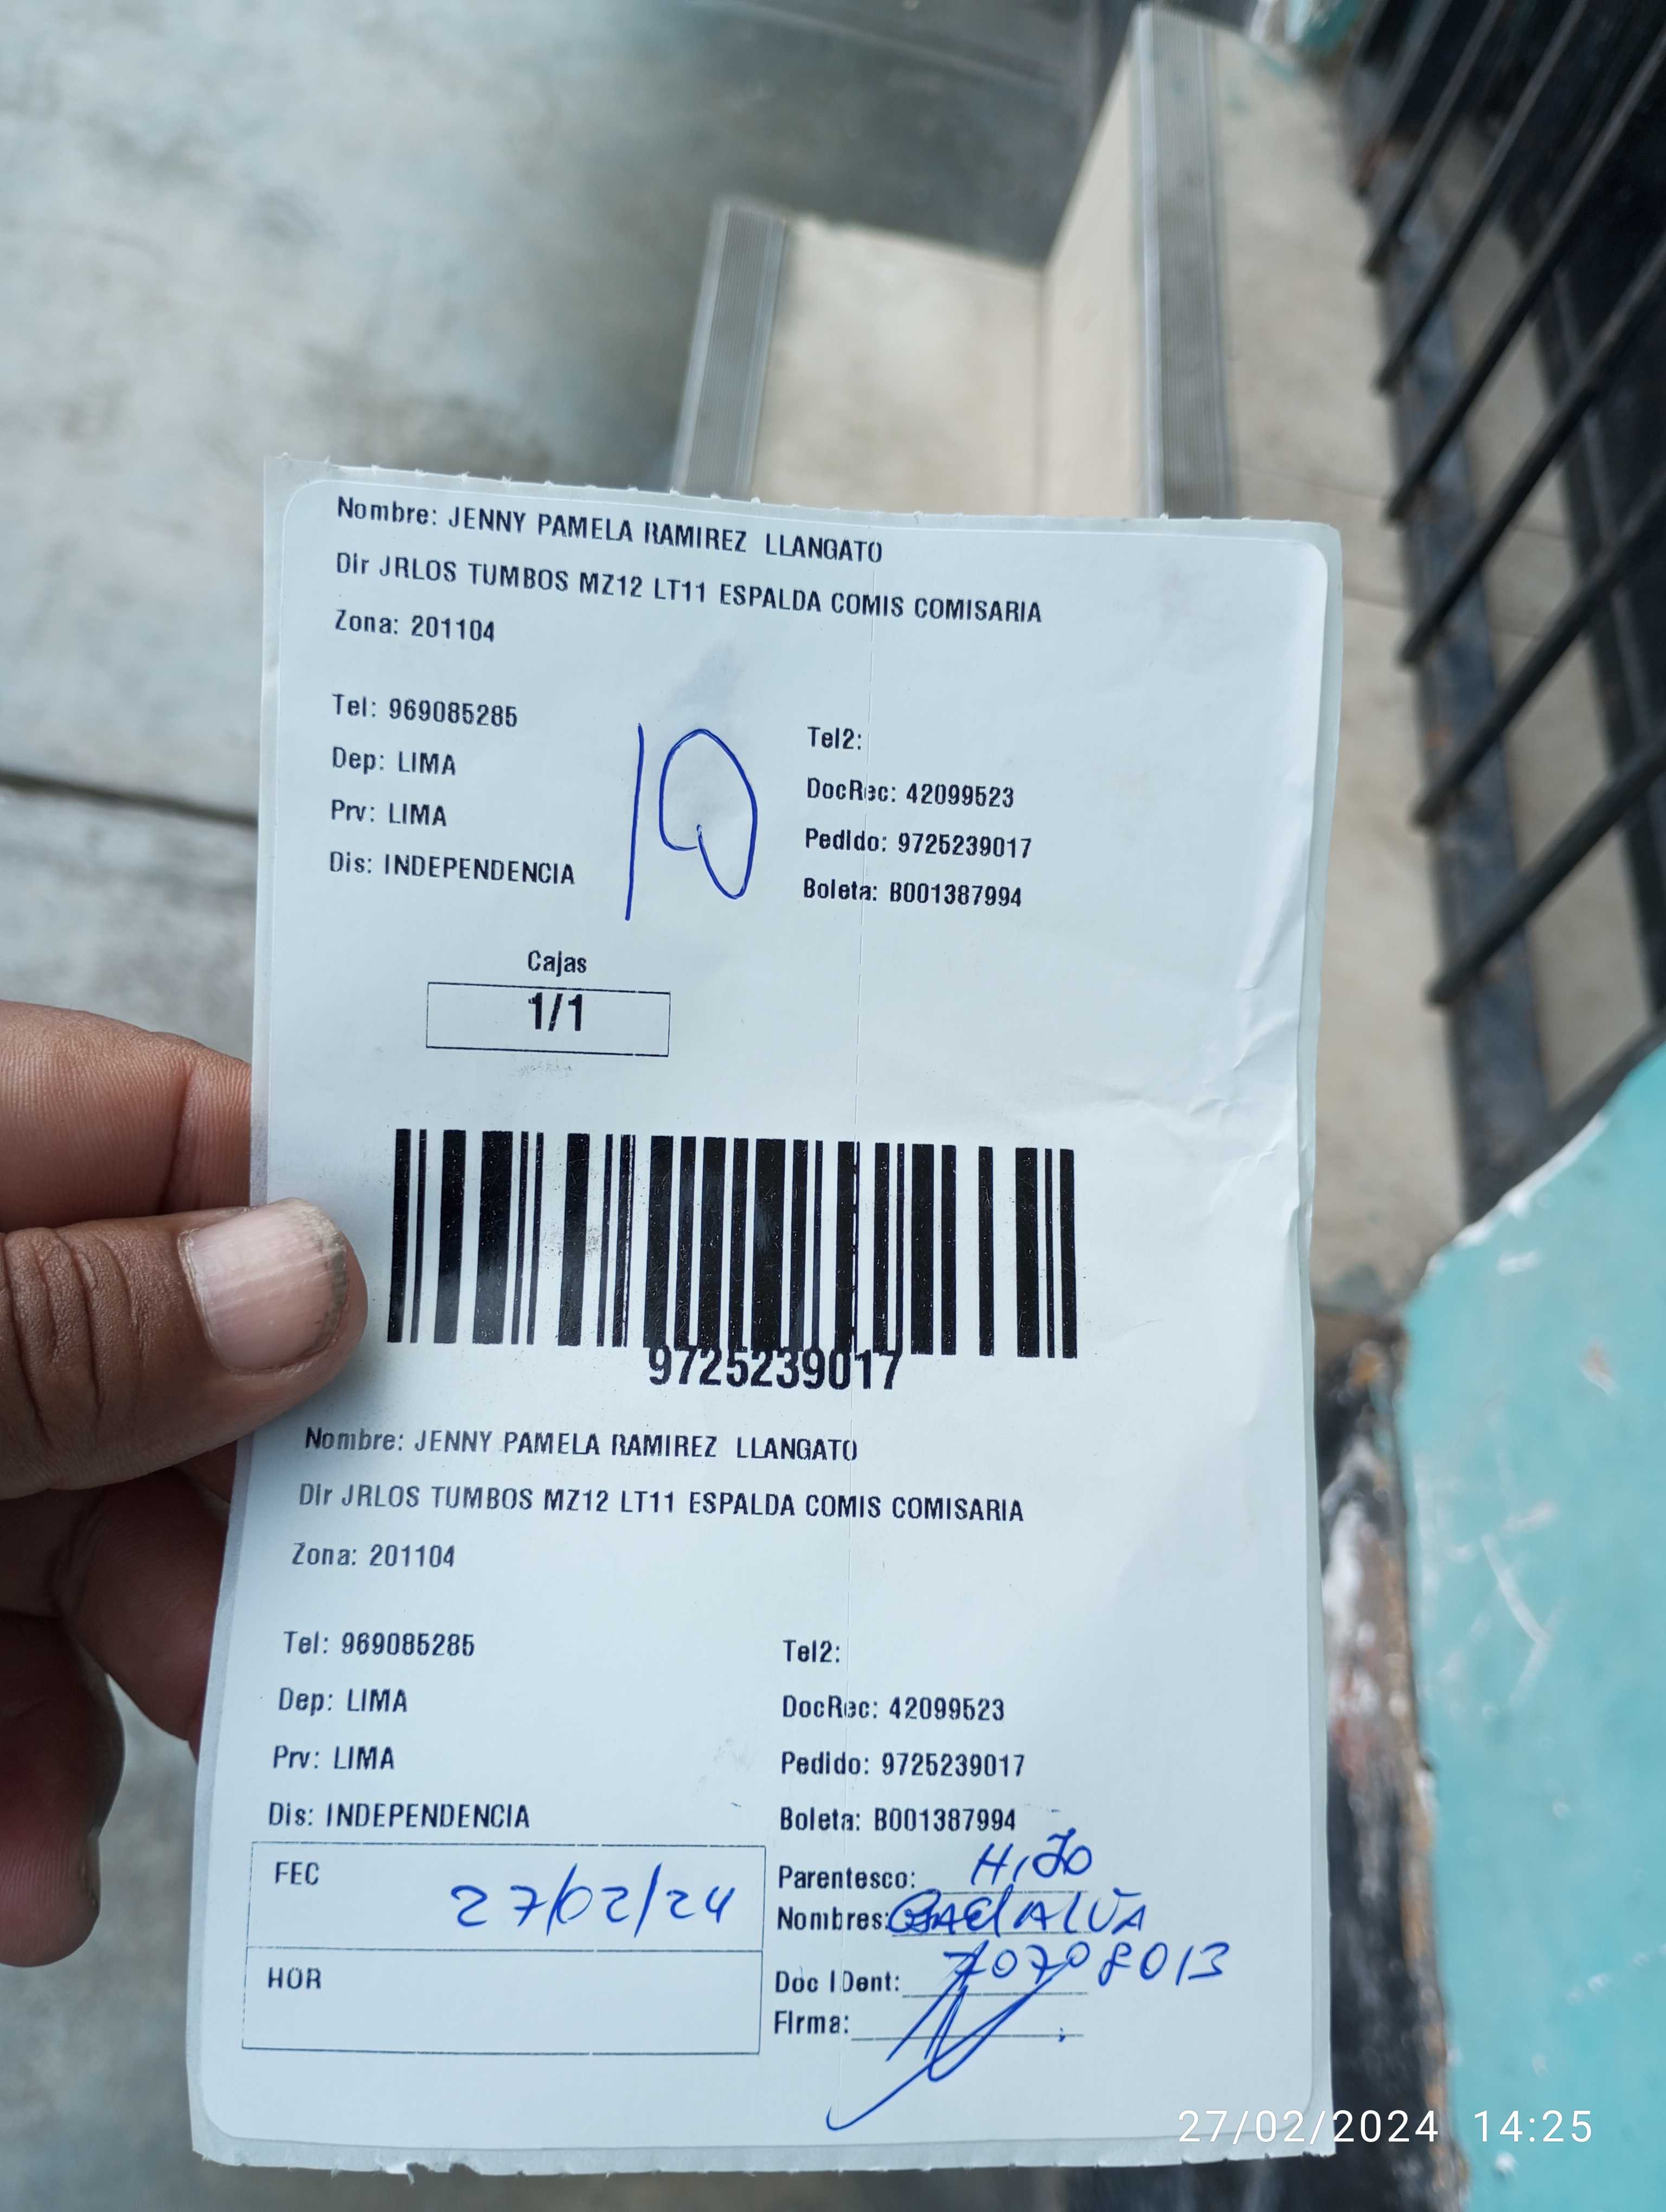 Nombre: JENNY PAMELA RAMIREZ LLANGATO
Dir JRLOS TUMBOS MZ12 LT11 ESPALDA COMIS COMISARIA
Zona: 201104
Tel: 969085285
Tel2:
Dep: LIMA
DocRec: 42099523
Prv: LIMA
Pedido: 9725239017
Dis: INDEPENDENCIA
Boleta: B001387994
10
Cajas
1/1
9725239017
Nombre: JENNY PAMELA RAMIREZ LLANGATO
Dir JRLOS TUMBOS MZ12 LT11 ESPALDA COMIS COMISARIA
Zona: 201104
Tel: 969085285
Tel2:
Dep: LIMA
DocRec: 42099523
Prv: LIMA
Pedido: 9725239017
Dis: INDEPENDENCIA
Boleta: B001387994
FEC 27/02/24
Parentesco: HiJo
Nombres:
HOR
Doc IDent: 70708013
Firma:
27/02/2024 14:25